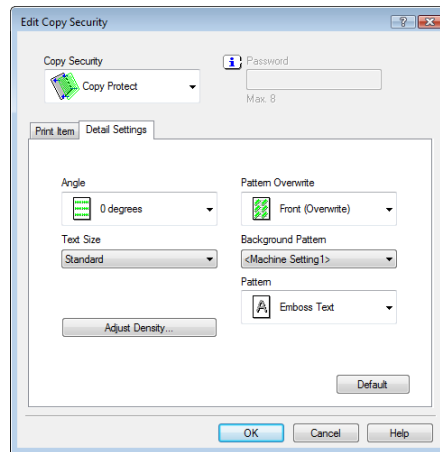 Edit Copy Security
Copy Security
Copy Protect
Password
Max. 8
Print Item
Detail Settings
Angle
0 degrees
Pattern Overwrite
Front (Overwrite)
Text Size
Standard
Background Pattern
<Machine Setting1>
Pattern
A Emboss Text
Adjust Density...
Default
OK Cancel Help